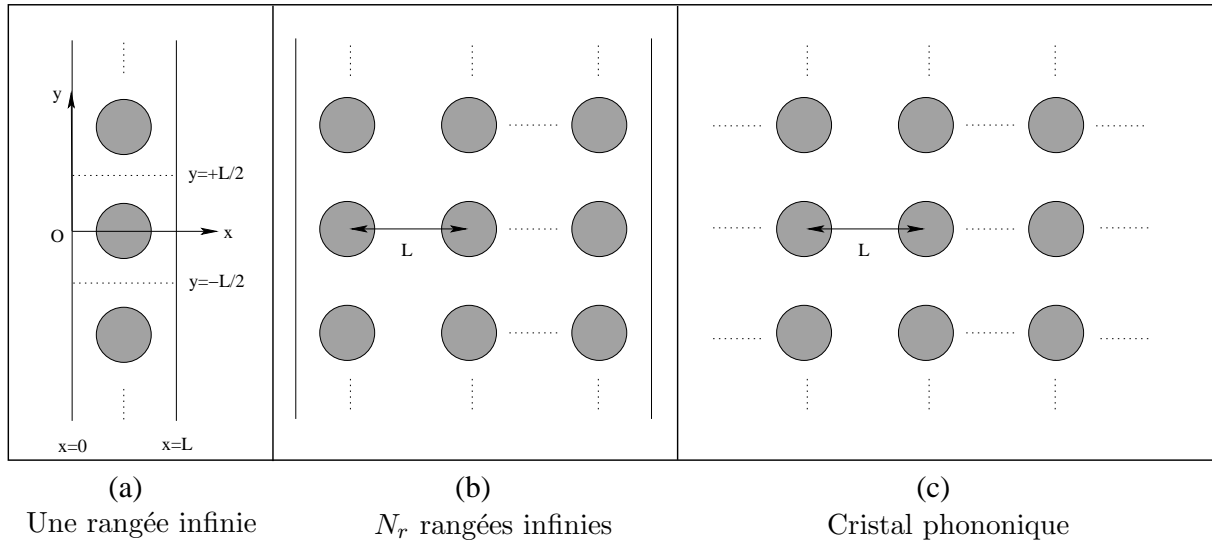 y
y=+L/2
O
x
y=−L/2
x=0
x=L
L
L
(a)
(b)
(c)
Une rangée infinie
N_r rangées infinies
Cristal phononique